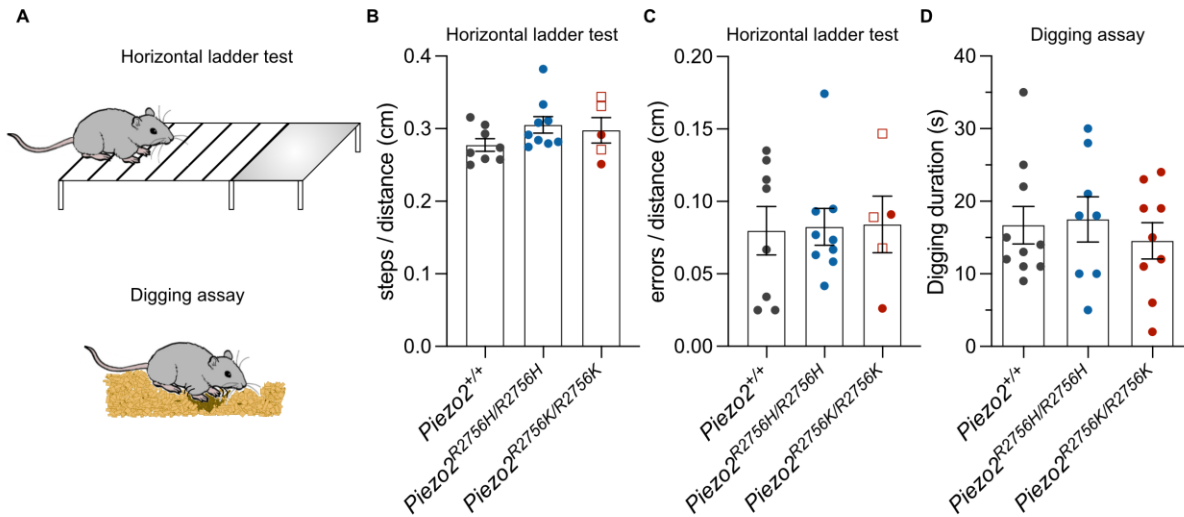 A
Horizontal ladder test
Digging assay
B
Horizontal ladder test
steps / distance (cm)
0.4
0.3
0.2
0.1
0.0
Piezo2+/+
Piezo2R2756H/R2756H
Piezo2R2756K/R2756K
C
Horizontal ladder test
errors / distance (cm)
0.20
0.15
0.10
0.05
0.00
Piezo2+/+
Piezo2R2756H/R2756H
Piezo2R2756K/R2756K
D
Digging assay
Digging duration (s)
40
30
20
10
0
Piezo2+/+
Piezo2R2756H/R2756H
Piezo2R2756K/R2756K